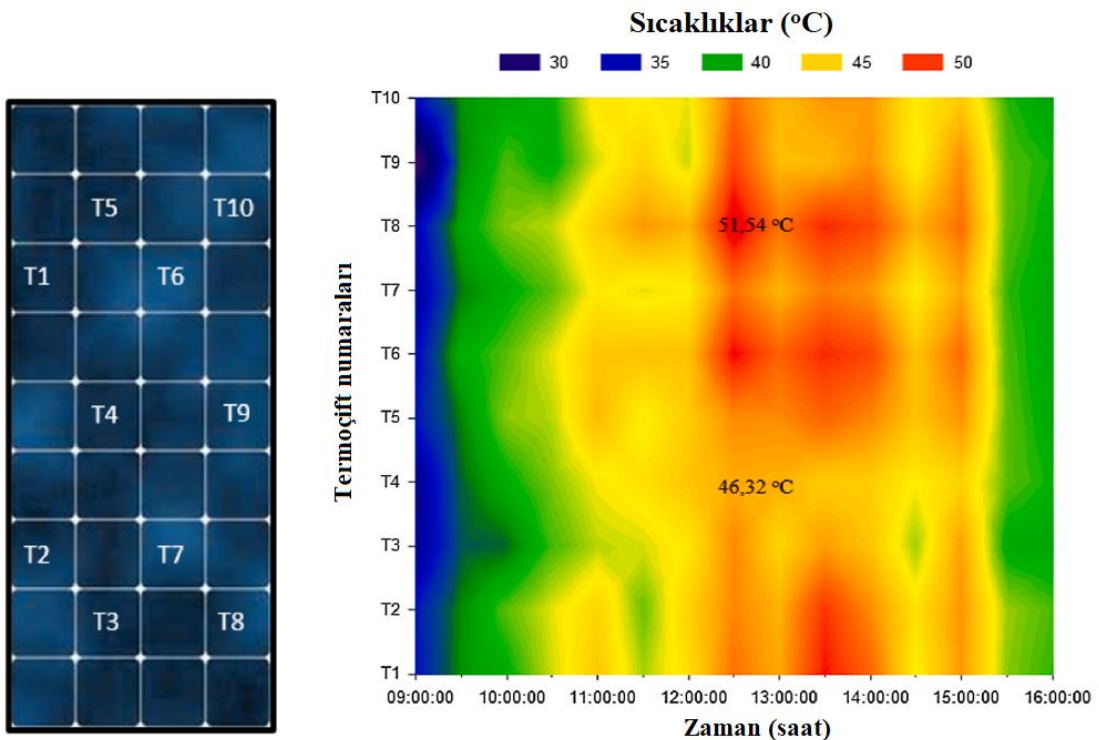 Sıcaklıklar (ºC)
30 35 40 45 50
T5 T10
T1 T6
T4 T9
T2 T7
T3 T8
Termoçift numaraları
T10
T9
T8
T7
T6
T5
T4
T3
T2
T1
51,54 ºC
46,32 ºC
09:00:00 10:00:00 11:00:00 12:00:00 13:00:00 14:00:00 15:00:00 16:00:00
Zaman (saat)